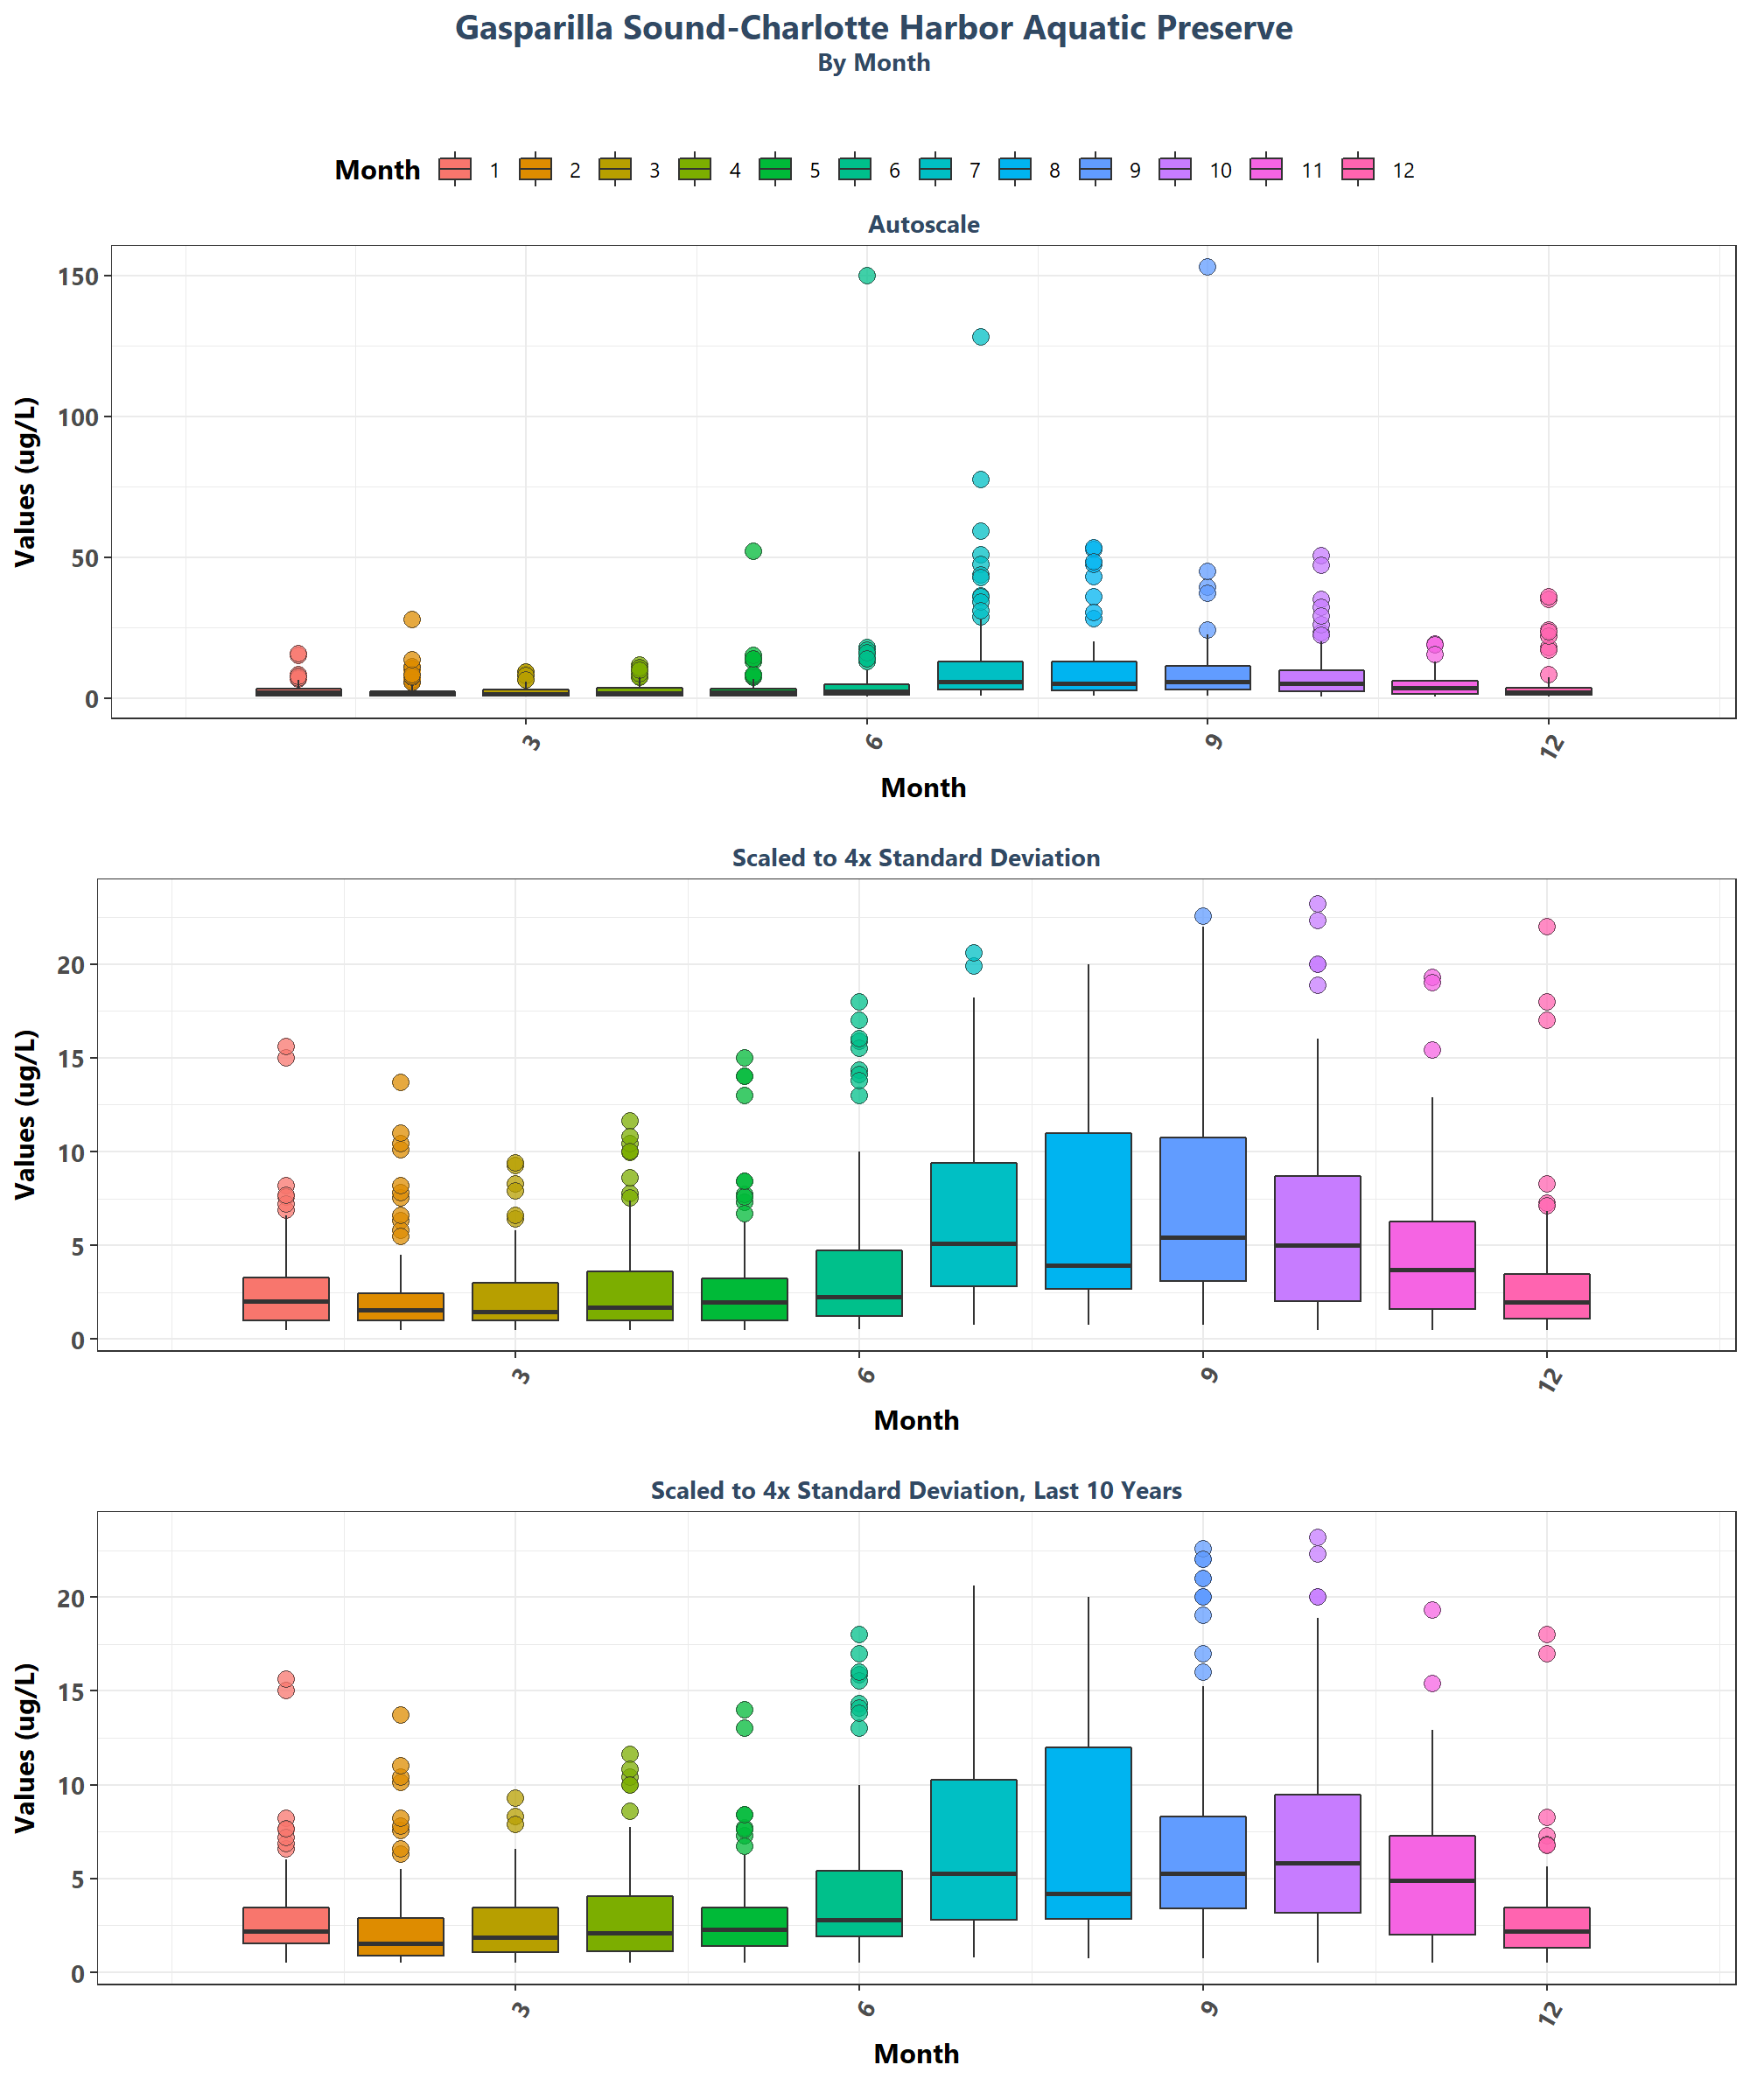 Gasparilla Sound-Charlotte Harbor Aquatic Preserve
By Month
Month 1 2 3 4 5 6 7 8 9 10 11 12
Autoscale
Values (ug/L)
150
100
50
0
3 6 9 12
Month
Scaled to 4x Standard Deviation
Values (ug/L)
20
15
10
5
0
3 6 9 12
Month
Scaled to 4x Standard Deviation, Last 10 Years
Values (ug/L)
20
15
10
5
0
3 6 9 12
Month